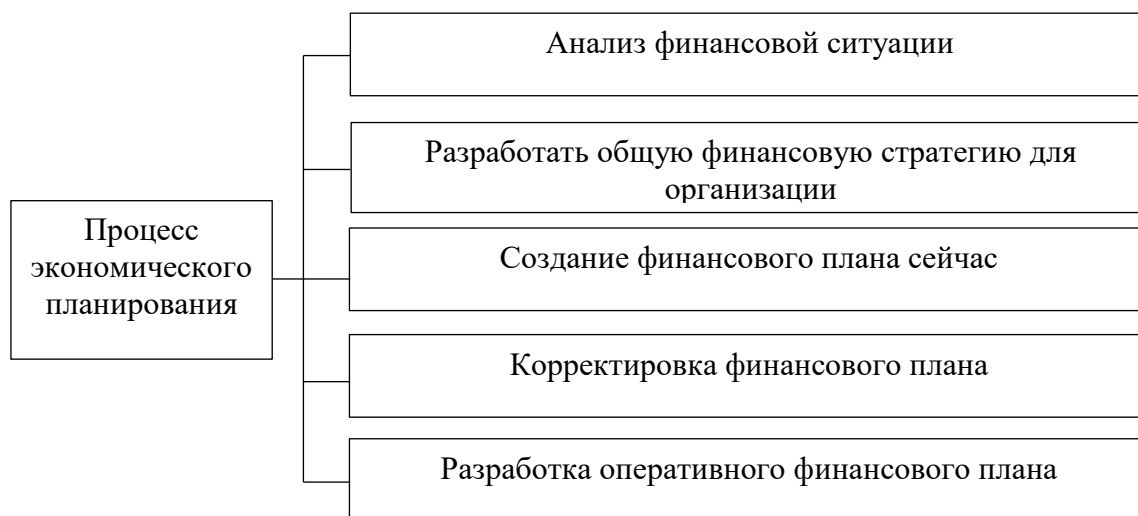 Анализ финансовой ситуации
Разработать общую финансовую стратегию для
организации
Процесс
экономического
планирования
Создание финансового плана сейчас
Корректировка финансового плана
Разработка оперативного финансового плана